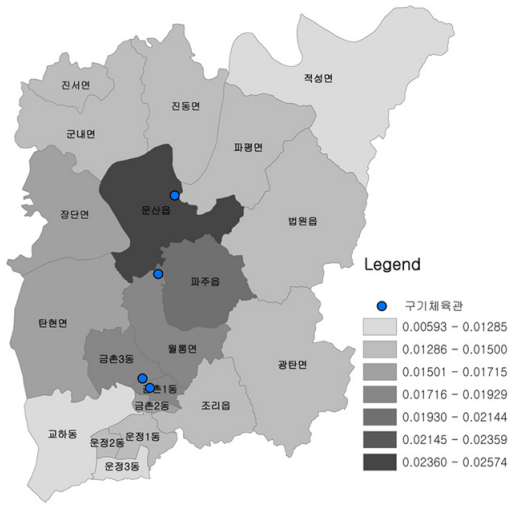 적성면
진서면
진동면
군내면
파평면
문산읍
장단면
법원읍
Legend
파주읍
구기체육관
0.00593 - 0.01285
탄현면
0.01286 - 0.01500
월롱면
금촌3동
광탄면
0.01501 - 0.01715
금촌1동
0.01716 - 0.01929
금촌2동
조리읍
0.01930 - 0.02144
교하동
운정1동
운정2동
0.02145 - 0.02359
0.02360 - 0.02574
운정3동